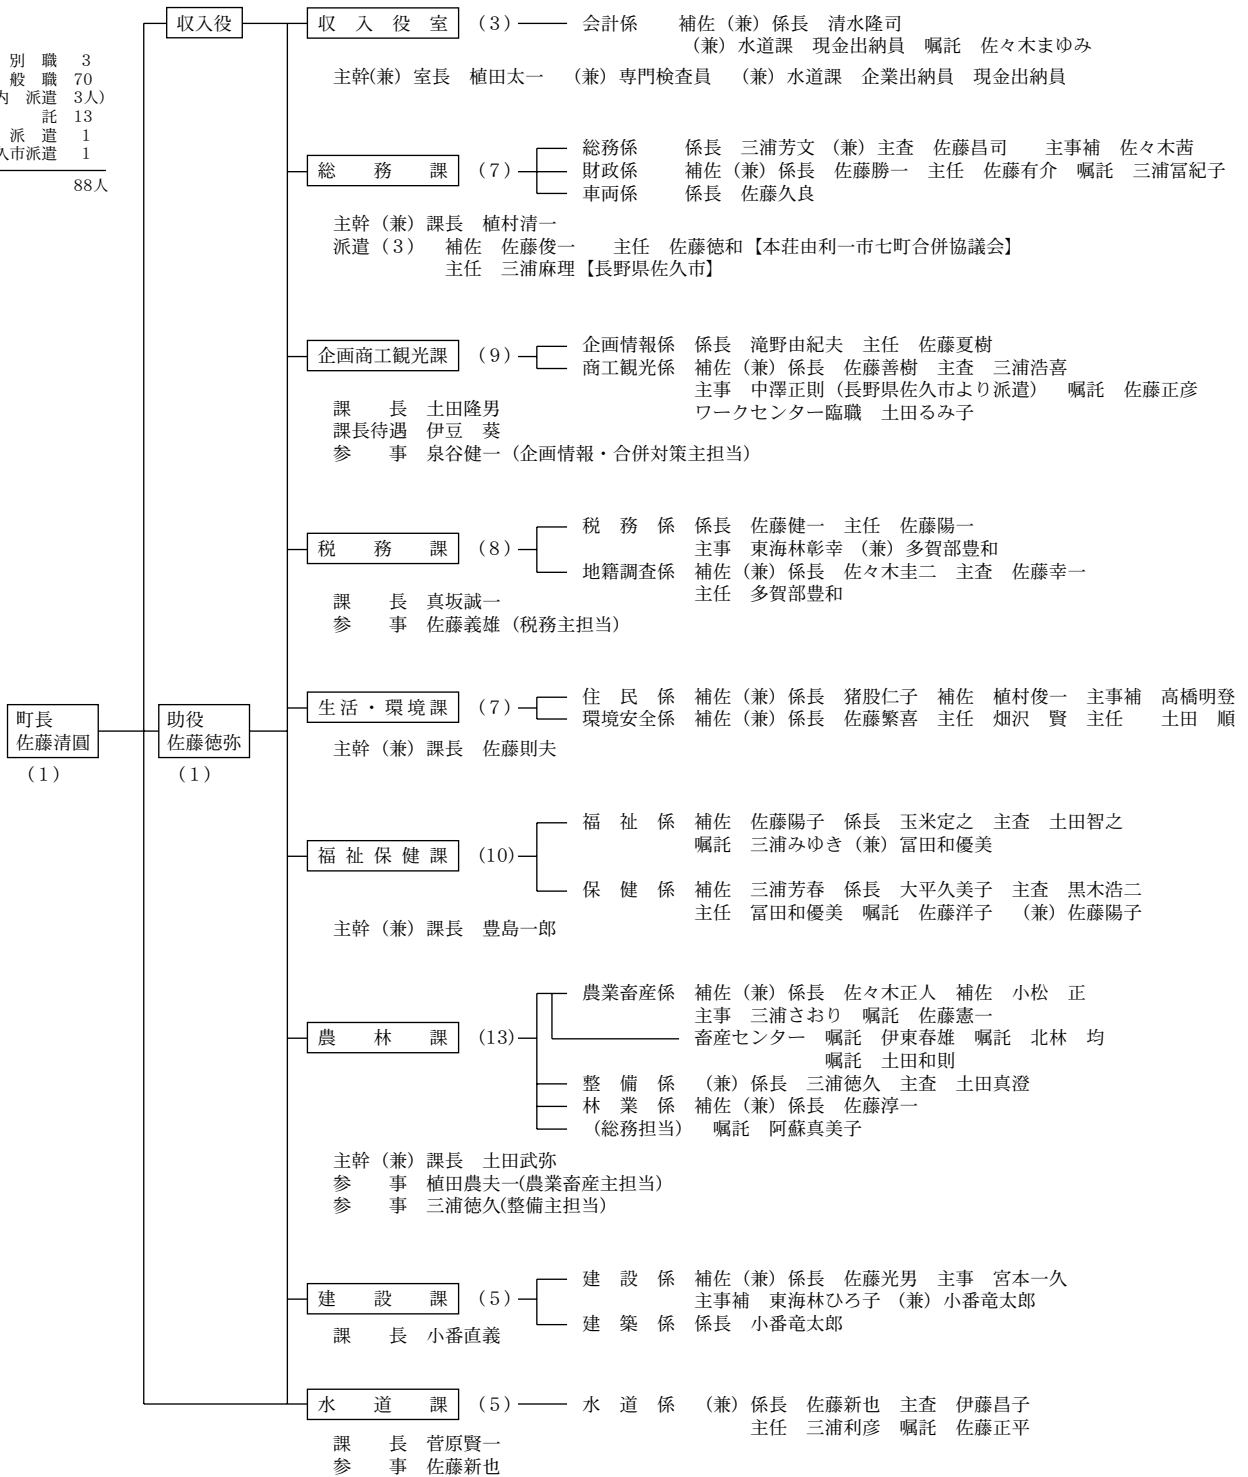 別職 3
般職 70
内 派遣 3人)
託 13
派遣 1
久市派遣 1
88人
町長
佐藤清圓
(1)
助役
佐藤徳弥
(1)
収入役
収入役室 (3) 会計係 補佐(兼)係長 清水隆司
(兼)水道課 現金出納員 嘱託 佐々木まゆみ
主幹(兼)室長 植田太一 (兼)専門検査員 (兼)水道課 企業出納員 現金出納員
総務課 (7) 総務係 係長 三浦芳文 (兼)主査 佐藤昌司 主事補 佐々木茜
財政係 補佐(兼)係長 佐藤勝一 主任 佐藤有介 嘱託 三浦冨紀子
車両係 係長 佐藤久良
主幹(兼)課長 植村清一
派遣(3) 補佐 佐藤俊一 主任 佐藤徳和【本荘由利一市七町合併協議会】
主任 三浦麻理【長野県佐久市】
企画商工観光課 (9) 企画情報係 係長 滝野由紀夫 主任 佐藤夏樹
商工観光係 補佐(兼)係長 佐藤善樹 主査 三浦浩喜
主事 中澤正則(長野県佐久市より派遣) 嘱託 佐藤正彦
ワークセンター臨職 土田るみ子
課長 土田隆男
課長待遇 伊豆 葵
参事 泉谷健一(企画情報・合併対策主担当)
税務課 (8) 税務係 係長 佐藤健一 主任 佐藤陽一
主事 東海林彰幸 (兼)多賀部豊和
地籍調査係 補佐(兼)係長 佐々木圭二 主査 佐藤幸一
主任 多賀部豊和
課長 真坂誠一
参事 佐藤義雄(税務主担当)
生活・環境課 (7) 住民係 補佐(兼)係長 猪股仁子 補佐 植村俊一 主事補 高橋明登
環境安全係 補佐(兼)係長 佐藤繁喜 主任 畑沢 賢 主任 土田 順
主幹(兼)課長 佐藤則夫
福祉保健課 (10) 福祉係 補佐 佐藤陽子 係長 玉米定之 主査 土田智之
嘱託 三浦みゆき(兼)冨田和優美
保健係 補佐 三浦芳春 係長 大平久美子 主査 黒木浩二
主任 冨田和優美 嘱託 佐藤洋子 (兼)佐藤陽子
主幹(兼)課長 豊島一郎
農林課 (13) 農業畜産係 補佐(兼)係長 佐々木正人 補佐 小松 正
主事 三浦さおり 嘱託 佐藤憲一
畜産センター 嘱託 伊東春雄 嘱託 北林 均
嘱託 土田和則
整備係 (兼)係長 三浦徳久 主査 土田真澄
林業係 補佐(兼)係長 佐藤淳一
(総務担当) 嘱託 阿蘇真美子
主幹(兼)課長 土田武弥
参事 植田農夫一(農業畜産主担当)
参事 三浦徳久(整備主担当)
建設課 (5) 建設係 補佐(兼)係長 佐藤光男 主事 宮本一久
主事補 東海林ひろ子 (兼)小番竜太郎
建築係 係長 小番竜太郎
課長 小番直義
水道課 (5) 水道係 (兼)係長 佐藤新也 主査 伊藤昌子
主任 三浦利彦 嘱託 佐藤正平
課長 菅原賢一
参事 佐藤新也